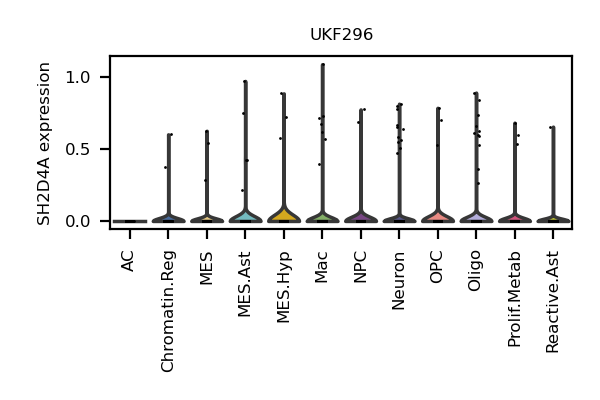 UKF296
SH2D4A expression
1.0
0.5
0.0
AC
Chromatin.Reg
MES
MES.Ast
MES.Hyp
Mac
NPC
Neuron
OPC
Oligo
Prolif.Metab
Reactive.Ast